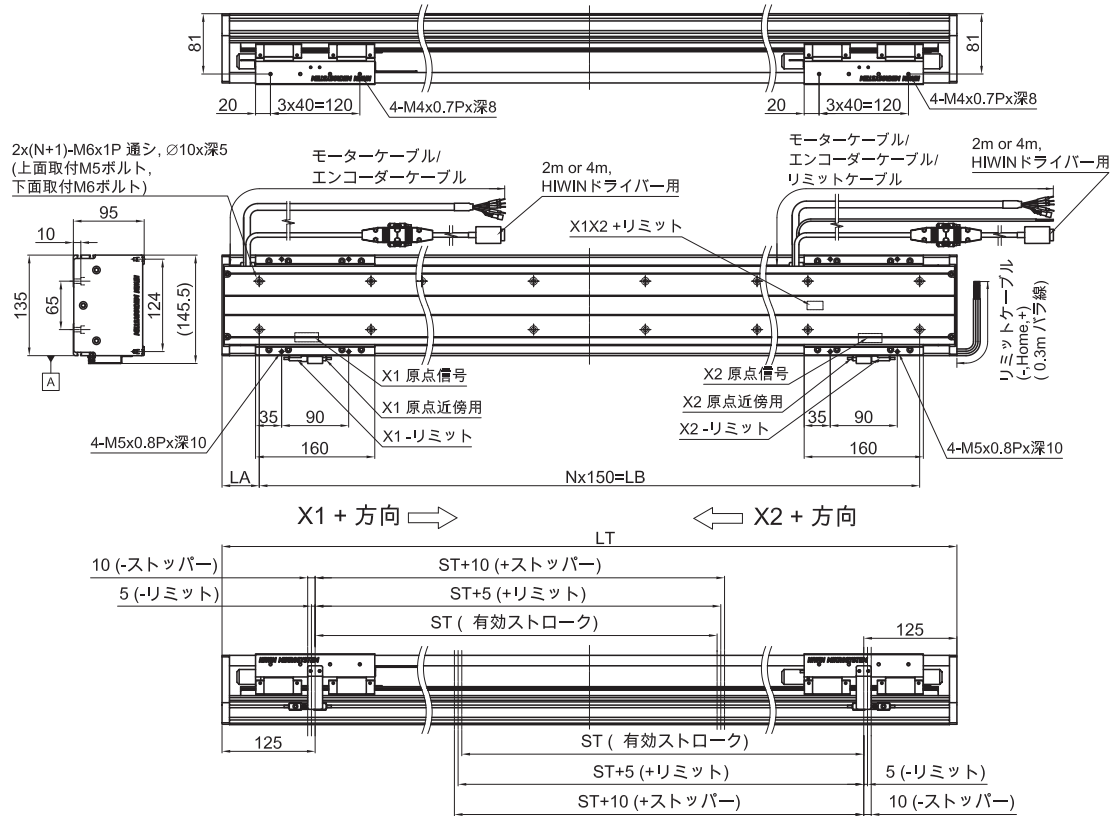 81
81
20
3x40=120
4-M4x0.7Px深8
20
3x40=120
4-M4x0.7Px深8
2x(N+1)-M6x1P 通シ, Ø10x深5
(上面取付M5ボルト,
下面取付M6ボルト)
モーターケーブル/
エンコーダーケーブル
2m or 4m,
HIWINドライバー用
モーターケーブル/
エンコーダーケーブル/
リミットケーブル
2m or 4m,
HIWINドライバー用
95
10
X1X2 +リミット
135
65
124
(145.5)
A
リミットケーブル
(-,Home,+)
( 0.3m バラ線)
X1 原点信号
X1 原点近傍用
X1 -リミット
X2 原点信号
X2 原点近傍用
X2 -リミット
35
90
160
35
90
160
4-M5x0.8Px深10
4-M5x0.8Px深10
LA
Nx150=LB
X1 + 方向
X2 + 方向
LT
10 (-ストッパー)
ST+10 (+ストッパー)
5 (-リミット)
ST+5 (+リミット)
ST ( 有効ストローク)
125
125
ST ( 有効ストローク)
ST+5 (+リミット)
5 (-リミット)
ST+10 (+ストッパー)
10 (-ストッパー)